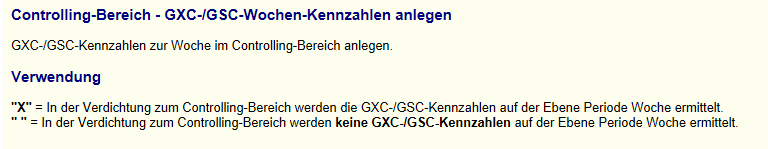 Controlling-Bereich - GXC-/GSC-Wochen-Kennzahlen anlegen
GXC-/GSC-Kennzahlen zur Woche im Controlling-Bereich anlegen.
Verwendung
"X" = In der Verdichtung zum Controlling-Bereich werden die GXC-/GSC-Kennzahlen auf der Ebene Periode Woche ermittelt.
" " = In der Verdichtung zum Controlling-Bereich werden keine GXC-/GSC-Kennzahlen auf der Ebene Periode Woche ermittelt.